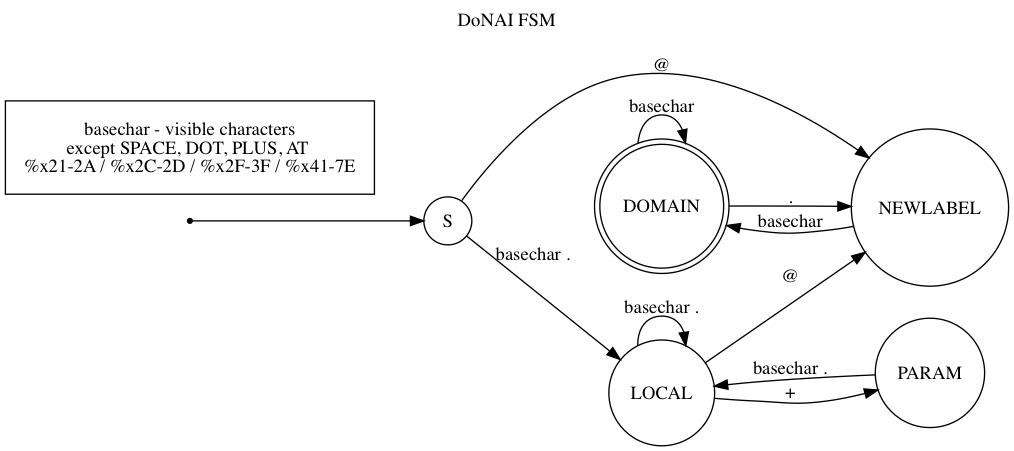 DoNAI FSM
basechar - visible characters
except SPACE, DOT, PLUS, AT
%x21-2A / %x2C-2D / %x2F-3F / %x41-7E
@
basechar
S
DOMAIN
.
basechar
NEWLABEL
basechar .
@
basechar .
LOCAL
basechar .
+
PARAM